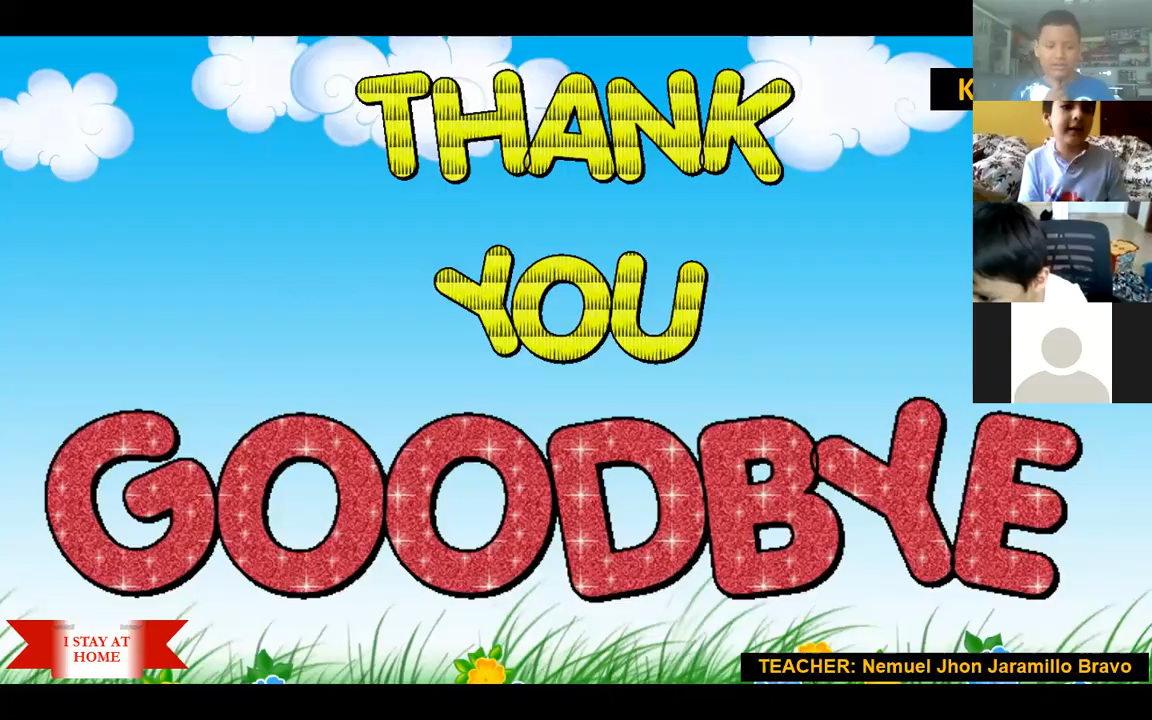 THANK
YOU
GOODBYE
I STAY AT
HOME
TEACHER: Nemuel Jhon Jaramillo Bravo